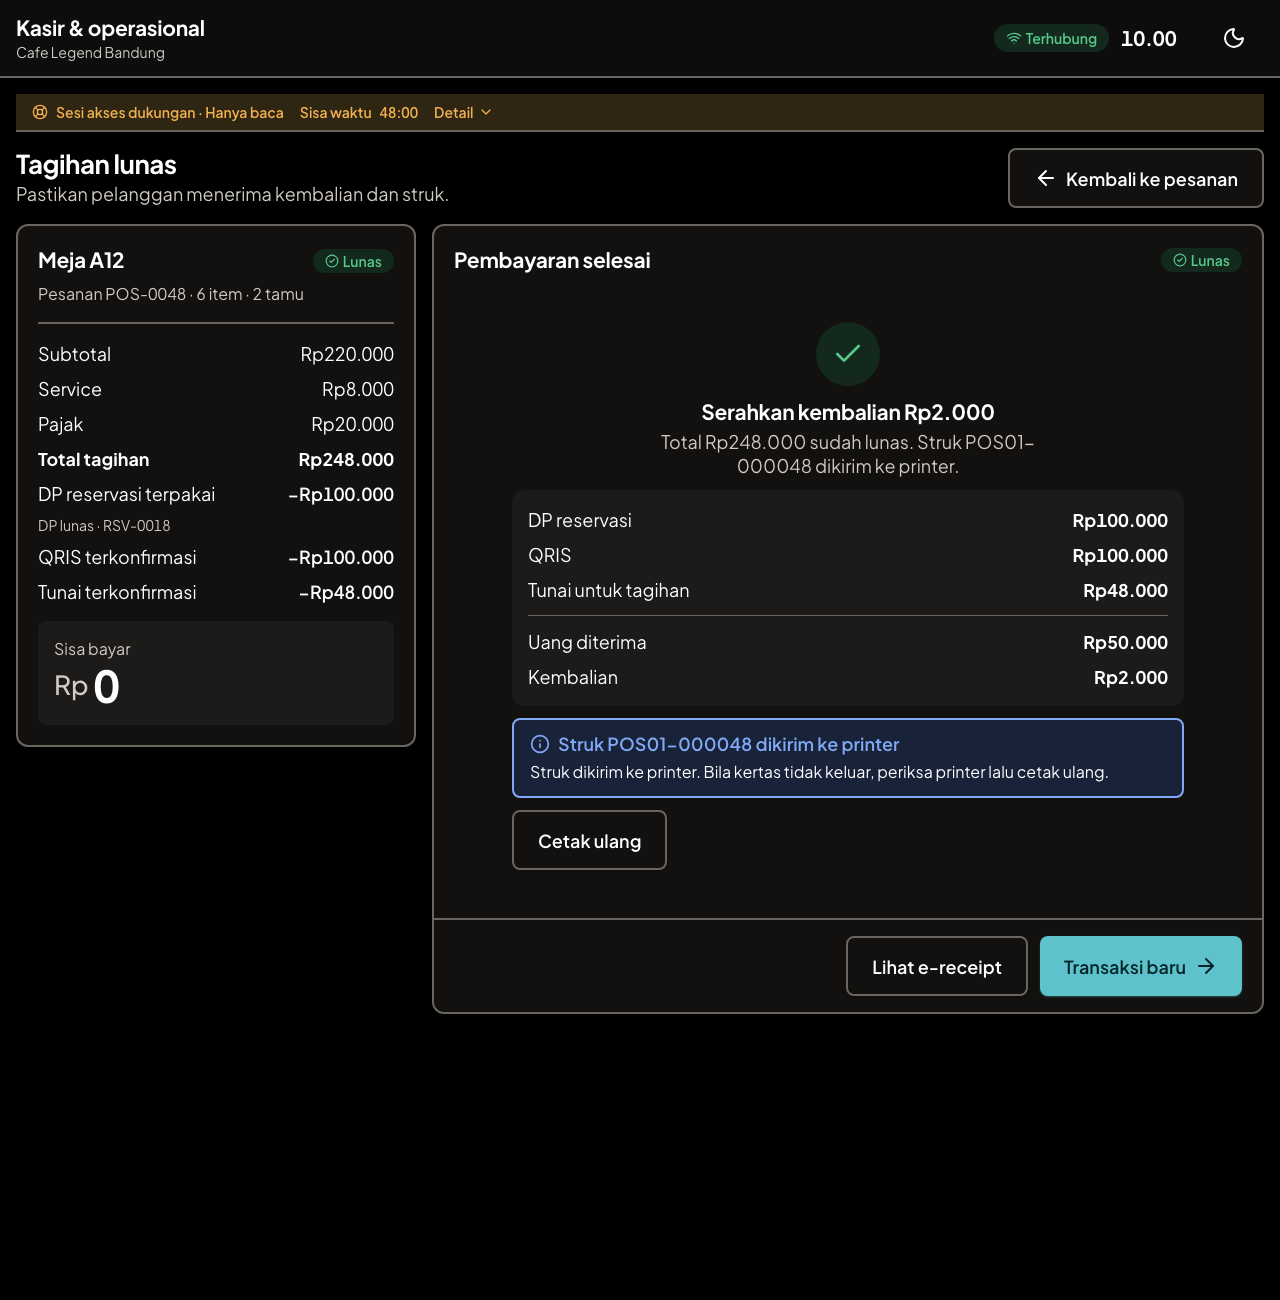 Kasir & operasional
Cafe Legend Bandung
Terhubung
10.00
Sesi akses dukungan · Hanya baca
Sisa waktu 48:00
Detail
Tagihan lunas
Pastikan pelanggan menerima kembalian dan struk.
Kembali ke pesanan
Meja A12
Lunas
Pesanan POS-0048 · 6 item · 2 tamu
Subtotal Rp220.000
Service Rp8.000
Pajak Rp20.000
Total tagihan Rp248.000
DP reservasi terpakai −Rp100.000
DP lunas · RSV-0018
QRIS terkonfirmasi −Rp100.000
Tunai terkonfirmasi −Rp48.000
Sisa bayar
Rp 0
Pembayaran selesai
Lunas
Serahkan kembalian Rp2.000
Total Rp248.000 sudah lunas. Struk POS01-
000048 dikirim ke printer.
DP reservasi Rp100.000
QRIS Rp100.000
Tunai untuk tagihan Rp48.000
Uang diterima Rp50.000
Kembalian Rp2.000
Struk POS01-000048 dikirim ke printer
Struk dikirim ke printer. Bila kertas tidak keluar, periksa printer lalu cetak ulang.
Cetak ulang
Lihat e-receipt
Transaksi baru